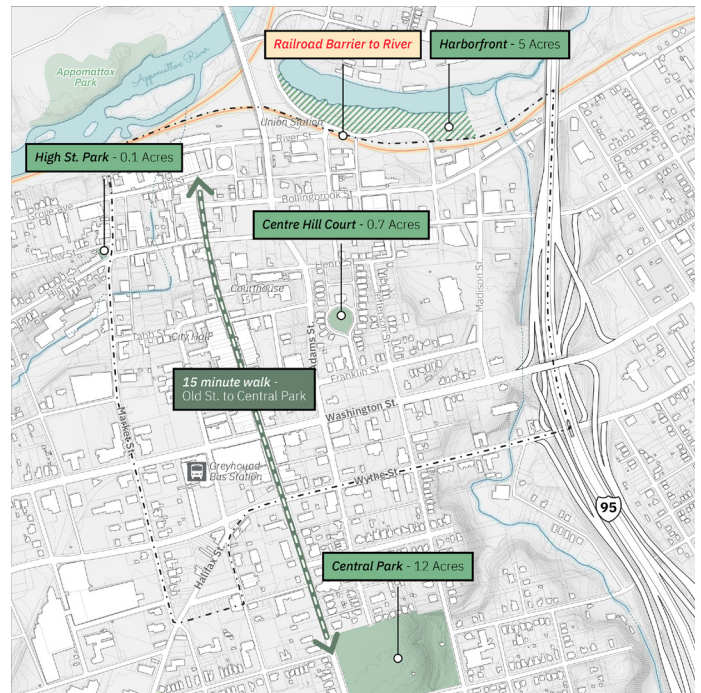 Railroad Barrier to River
Harborfront - 5 Acres
Appomattox
Park
Appomattox River
Union Station
River St.
High St. Park - 0.1 Acres
Bollingbrook St.
Grove Ave
Centre Hill Court - 0.7 Acres
Henry St.
Courthouse
Madison St.
City Hall
Adams St.
Franklin St.
15 minute walk -
Old St. to Central Park
Washington St.
Market St.
Greyhound
Bus Station
Wythe St.
95
Halifax St.
Central Park - 12 Acres